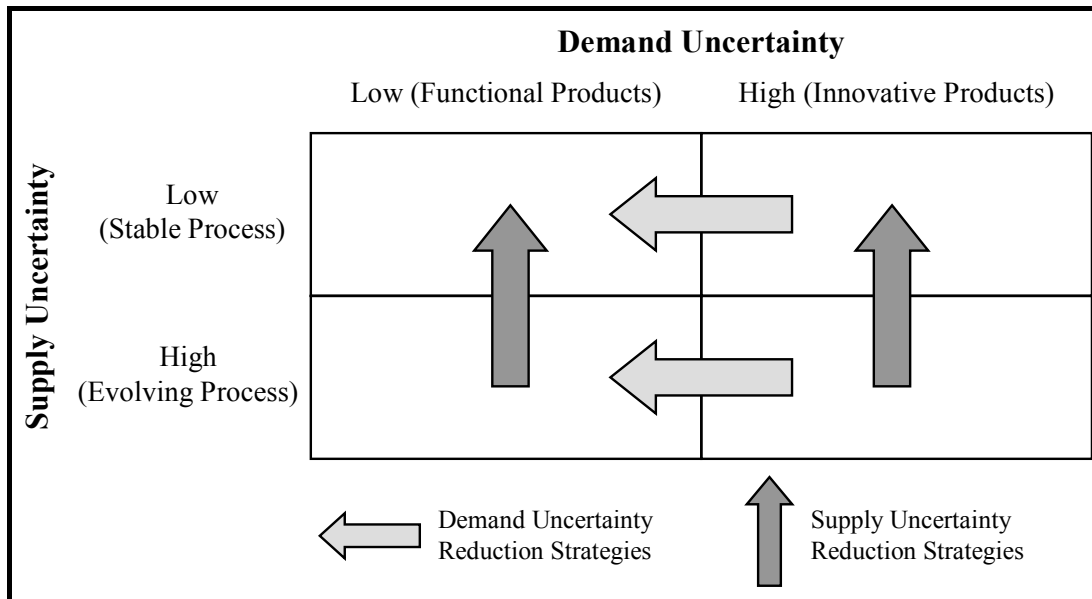 Demand Uncertainty
Low (Functional Products)
High (Innovative Products)
Supply Uncertainty
Low
(Stable Process)
High
(Evolving Process)
Demand Uncertainty
Reduction Strategies
Supply Uncertainty
Reduction Strategies